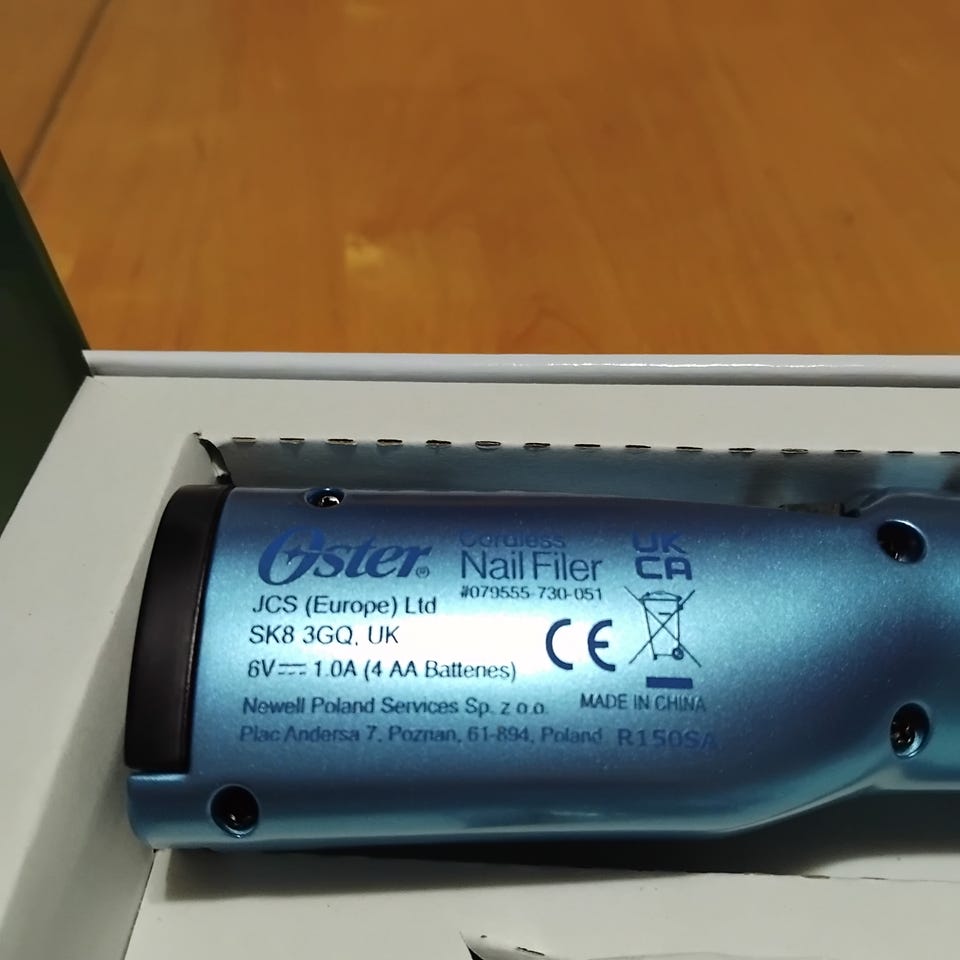 Oster®
Cordless
Nail Filer
#079555-730-051
UK
CA
JCS (Europe) Ltd
SK8 3GQ, UK
6V⎓1.0A (4 AA Batteries)
CE
Newell Poland Services Sp. z o.o.
MADE IN CHINA
Plac Andersa 7, Poznan, 61-894, Poland
R150SA